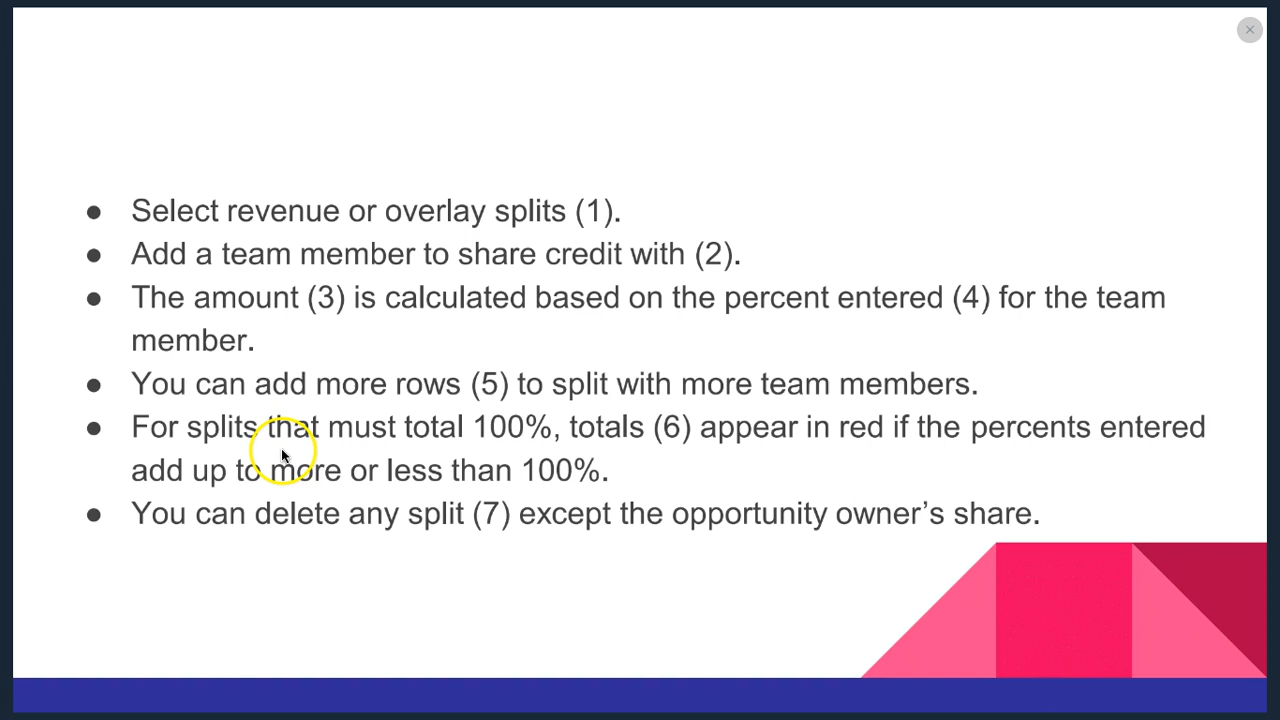 ● Select revenue or overlay splits (1).
● Add a team member to share credit with (2).
● The amount (3) is calculated based on the percent entered (4) for the team
member.
● You can add more rows (5) to split with more team members.
● For splits that must total 100%, totals (6) appear in red if the percents entered
add up to more or less than 100%.
● You can delete any split (7) except the opportunity owner’s share.